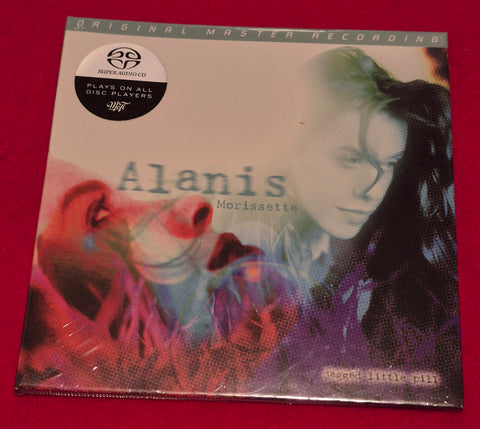 ORIGINAL MASTER RECORDING
SUPER AUDIO CD
PLAYS ON ALL
DISC PLAYERS
Alanis
Morissette
jagged little pill